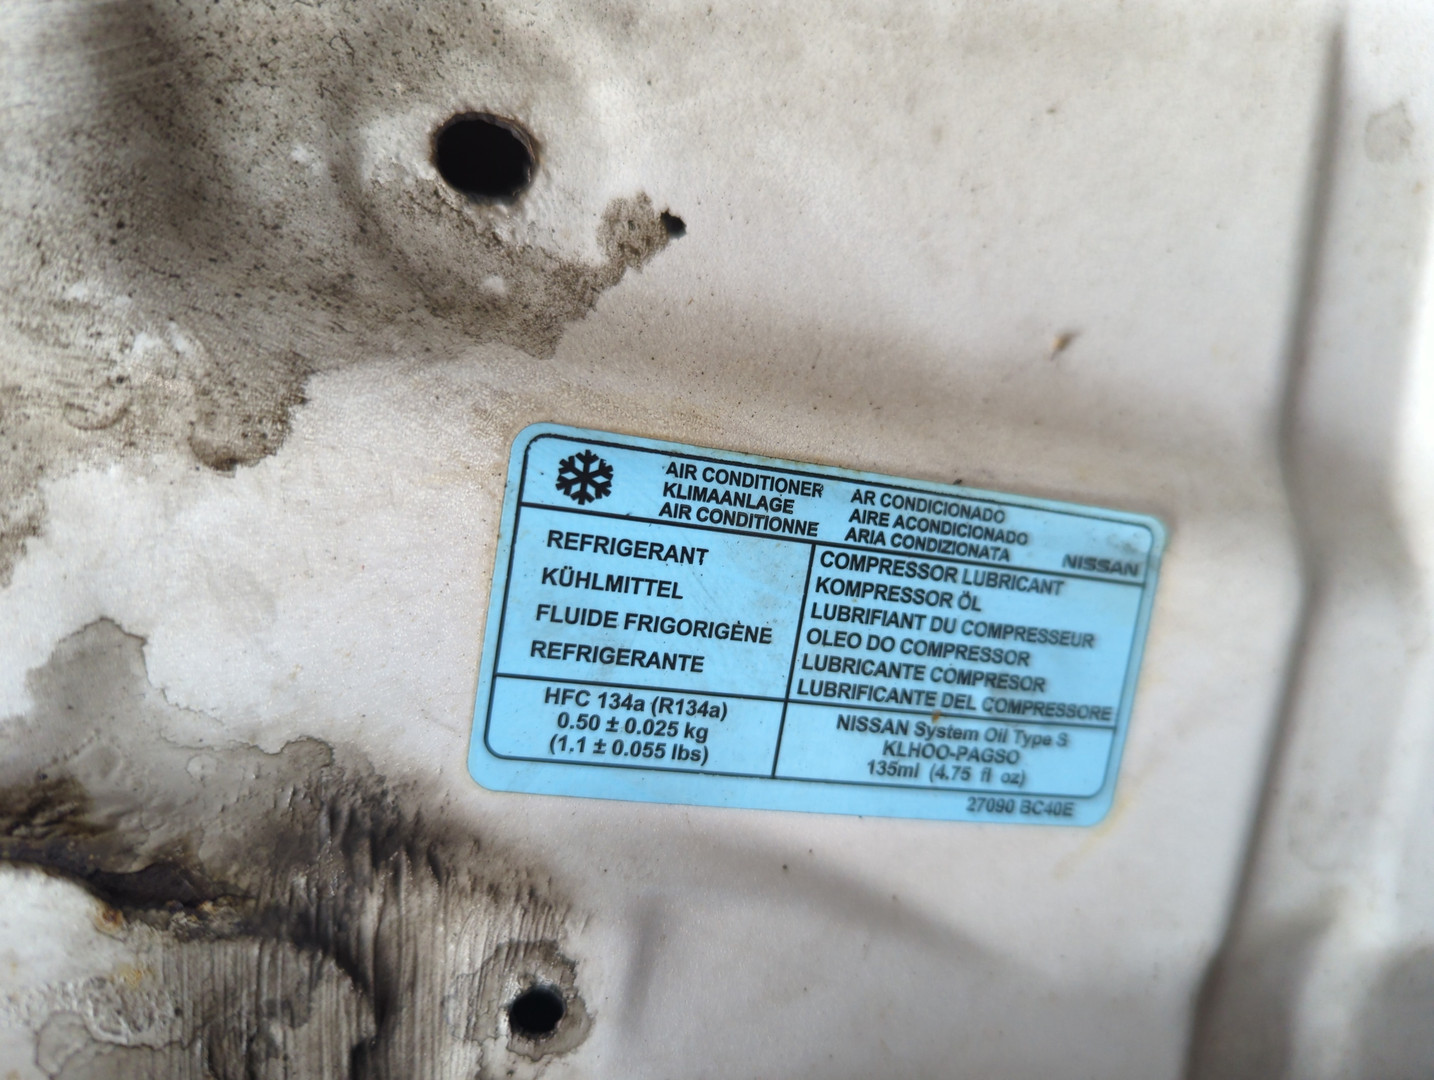 AIR CONDITIONER
KLIMAANLAGE
AIR CONDITIONNE
AR CONDICIONADO
AIRE ACONDICIONADO
ARIA CONDIZIONATA
NISSAN
REFRIGERANT
KÜHLMITTEL
FLUIDE FRIGORIGÈNE
REFRIGERANTE
COMPRESSOR LUBRICANT
KOMPRESSOR ÖL
LUBRIFIANT DU COMPRESSEUR
OLEO DO COMPRESSOR
LUBRICANTE COMPRESOR
LUBRIFICANTE DEL COMPRESSORE
HFC 134a (R134a)
0.50 ± 0.025 kg
(1.1 ± 0.055 lbs)
NISSAN System Oil Type S
KLHOO-PAGSO
135ml (4.75 fl oz)
27090 BC40E